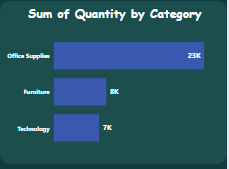 Sum of Quantity by Category
Office Supplies
23K
Furniture
8K
Technology
7K